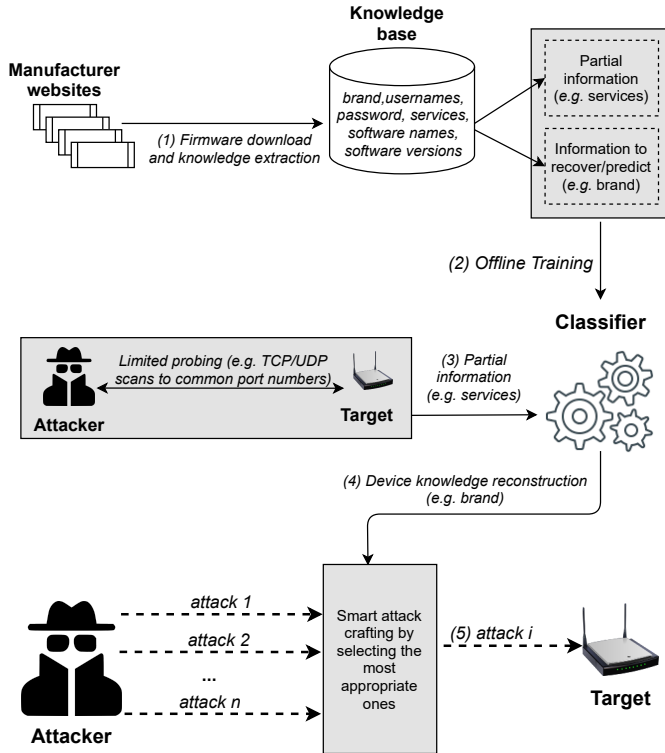 Knowledge
base
Manufacturer
websites
brand,usernames,
password, services,
software names,
software versions
(1) Firmware download
and knowledge extraction
Partial
information
(e.g. services)
Information to
recover/predict
(e.g. brand)
(2) Offline Training
Classifier
Limited probing (e.g. TCP/UDP
scans to common port numbers)
Attacker
Target
(3) Partial
information
(e.g. services)
(4) Device knowledge reconstruction
(e.g. brand)
attack 1
attack 2
...
attack n
Attacker
Smart attack
crafting by
selecting the
most
appropriate
ones
(5) attack i
Target